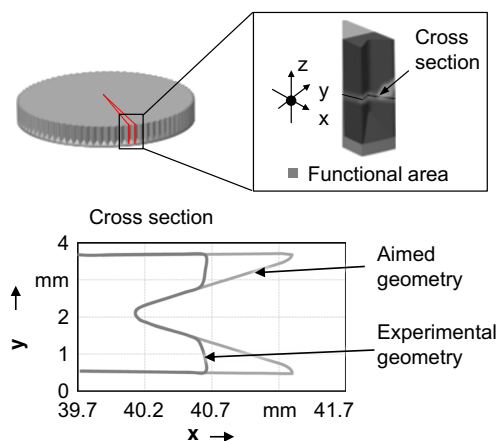 Cross
section
z
y
x
Functional area
Cross section
4
mm
3
2
1
0
y
Aimed
geometry
Experimental
geometry
39.7 40.2 40.7 mm 41.7
x